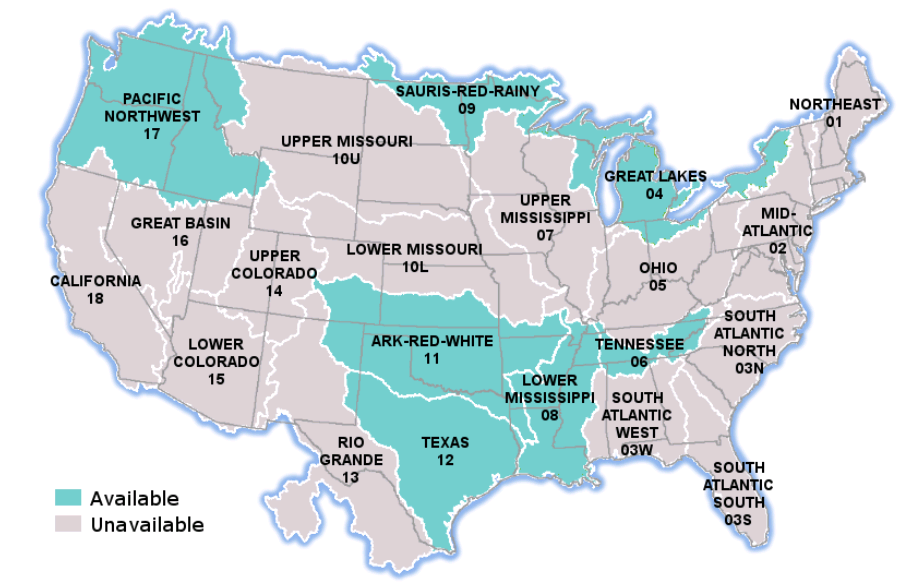 PACIFIC
NORTHWEST
17
SAURIS-RED-RAINY
09
NORTHEAST
01
UPPER MISSOURI
10U
GREAT LAKES
04
UPPER
MISSISSIPPI
07
MID-
ATLANTIC
02
GREAT BASIN
16
LOWER MISSOURI
10L
UPPER
COLORADO
14
OHIO
05
CALIFORNIA
18
LOWER
COLORADO
15
ARK-RED-WHITE
11
TENNESSEE
06
SOUTH
ATLANTIC
NORTH
03N
LOWER
MISSISSIPPI
08
SOUTH
ATLANTIC
WEST
03W
TEXAS
12
RIO
GRANDE
13
SOUTH
ATLANTIC
SOUTH
03S
Available
Unavailable